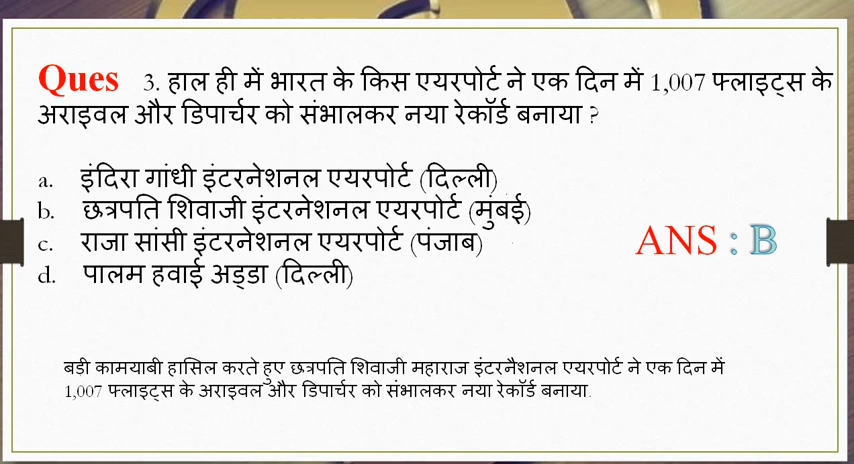 Ques 3. हाल ही में भारत के किस एयरपोर्ट ने एक दिन में 1,007 फ्लाइट्स के
अराइवल और डिपार्चर को संभालकर नया रेकॉर्ड बनाया ?
a. इंदिरा गांधी इंटरनेशनल एयरपोर्ट (दिल्ली)
b. छत्रपति शिवाजी इंटरनेशनल एयरपोर्ट (मुंबई)
c. राजा सांसी इंटरनेशनल एयरपोर्ट (पंजाब)
d. पालम हवाई अड्डा (दिल्ली)
ANS : B
बड़ी कामयाबी हासिल करते हुए छत्रपति शिवाजी महाराज इंटरनैशनल एयरपोर्ट ने एक दिन में
1,007 फ्लाइट्स के अराइवल और डिपार्चर को संभालकर नया रेकॉर्ड बनाया.